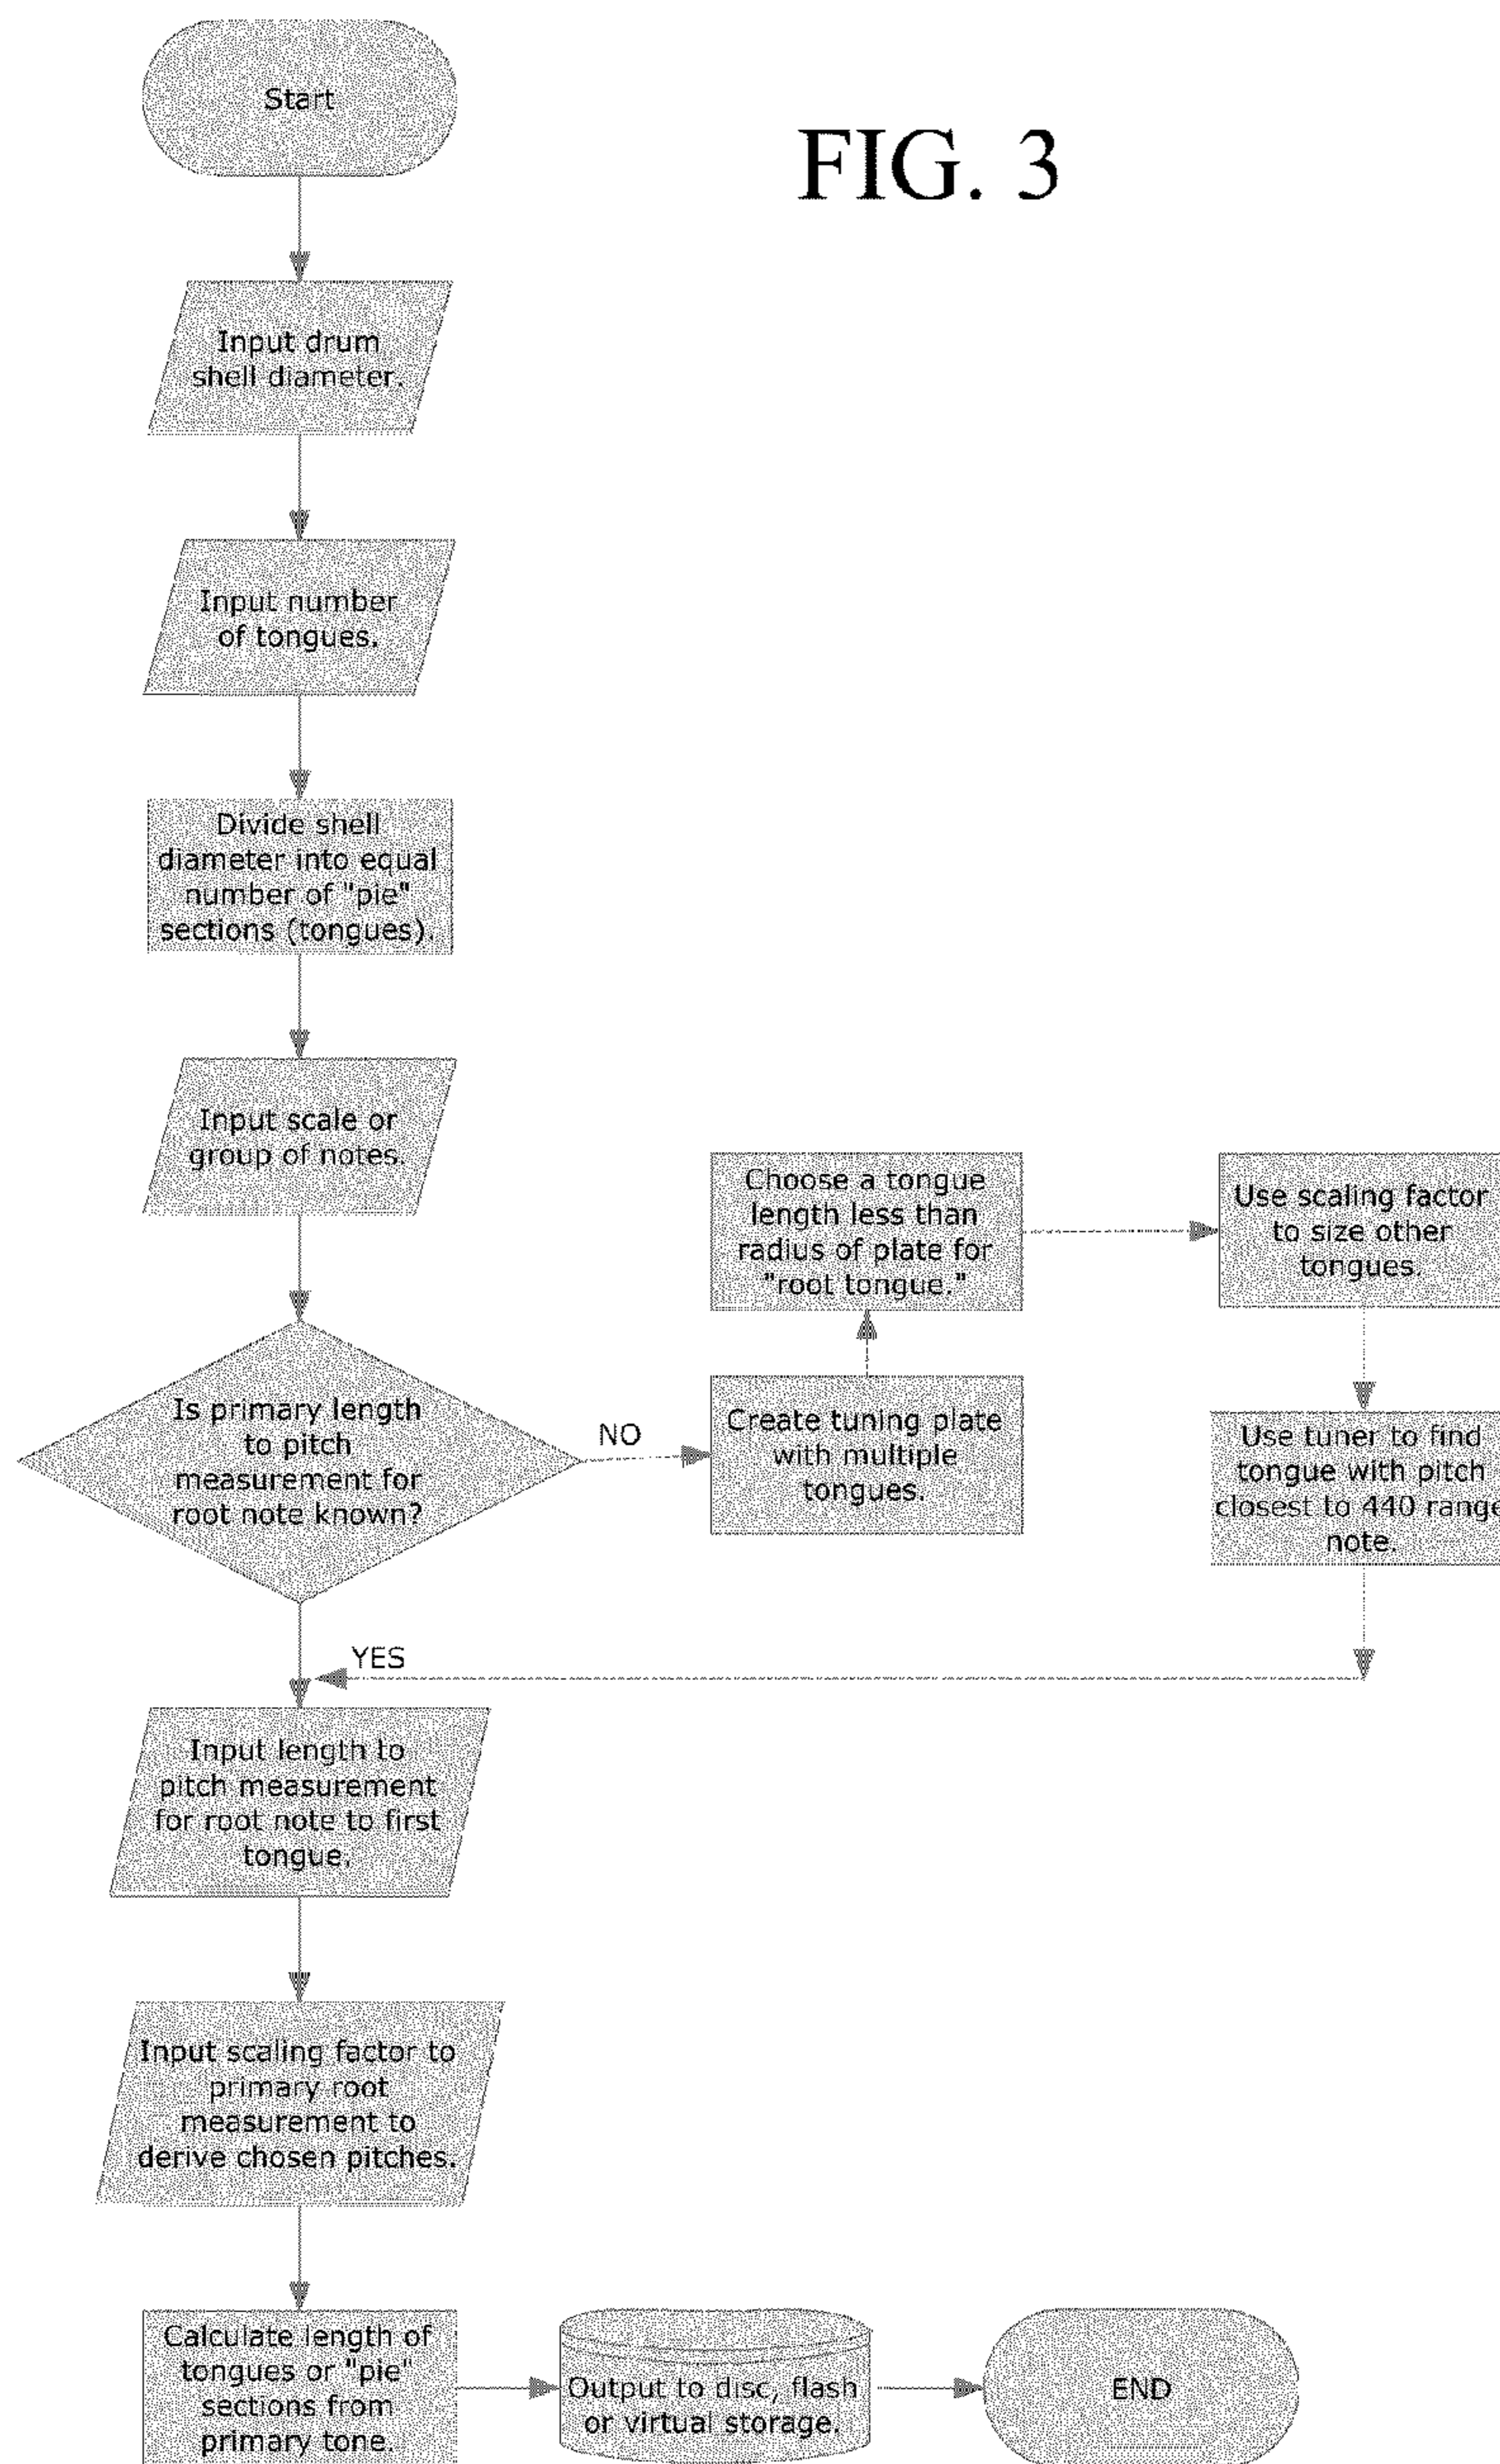 Start
FIG. 3
Input drum
shell diameter.
Input number
of tongues.
Divide shell
diameter into equal
number of "pie"
sections (tongues).
Input scale or
group of notes.
Is primary length
to pitch
measurement for
root note known?
NO
Create tuning plate
with multiple
tongues.
Choose a tongue
length less than
radius of plate for
"root tongue."
Use scaling factor
to size other
tongues.
Use tuner to find
tongue with pitch
closest to 440 range
note.
YES
Input length to
pitch measurement
for root note to first
tongue.
Input scaling factor to
primary root
measurement to
derive chosen pitches.
Calculate length of
tongues or "pie"
sections from
primary tone.
Output to disc, flash
or virtual storage.
END